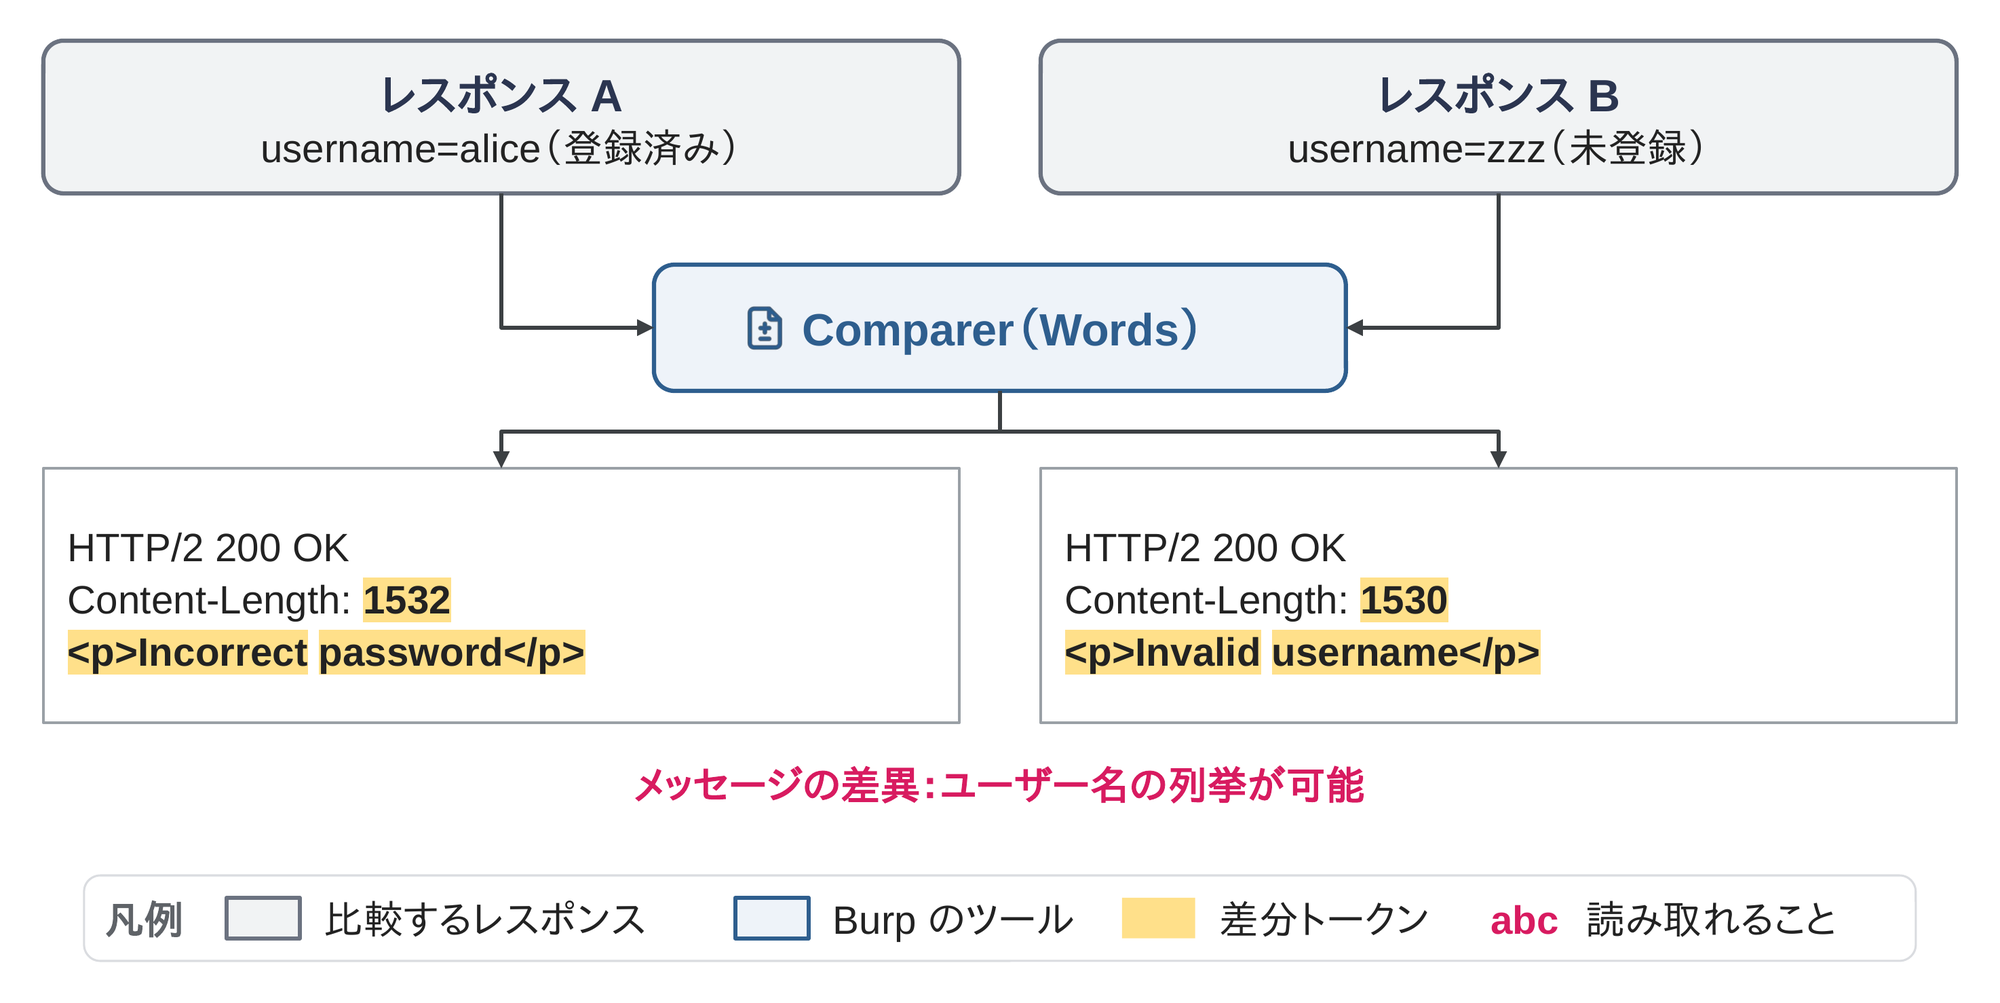 レスポンス A
username=alice（登録済み）
レスポンス B
username=zzz（未登録）
Comparer（Words）
HTTP/2 200 OK
Content-Length: 1532
<p>Incorrect password</p>
HTTP/2 200 OK
Content-Length: 1530
<p>Invalid username</p>
メッセージの差異：ユーザー名の列挙が可能
凡例 比較するレスポンス Burp のツール 差分トークン abc 読み取れること